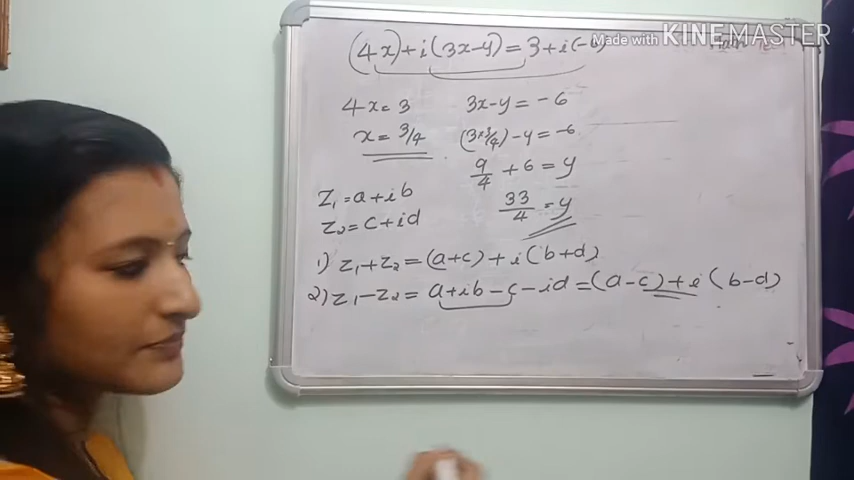 (4x)+i(3x-y)=3+i(-6)
Made with KINEMASTER
4x=3 3x-y=-6
x=3/4 (3×3/4)-y=-6
9/4+6=y
33/4=y
Z₁=a+ib
Z₂=c+id
1) Z₁+Z₂=(a+c)+i(b+d)
2) Z₁-Z₂=a+ib-c-id=(a-c)+i(b-d)